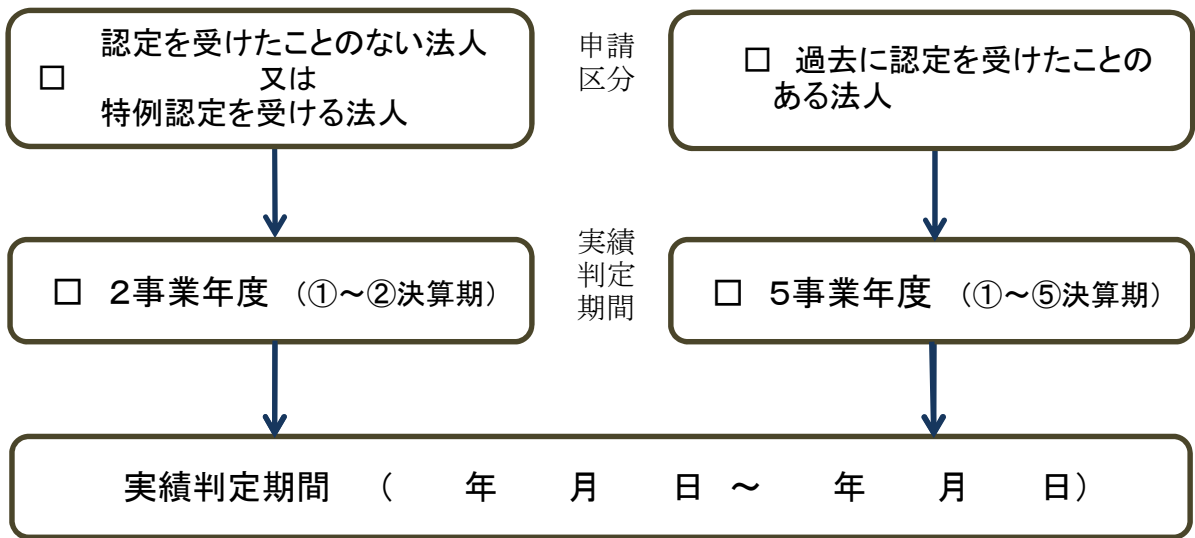 認定を受けたことのない法人
□ 又は
特例認定を受ける法人
申請
区分
□ 過去に認定を受けたことの
ある法人
□ ２事業年度 （①～②決算期）
実績
判定
期間
□ ５事業年度 （①～⑤決算期）
実績判定期間 （ 年 月 日 ～ 年 月 日）